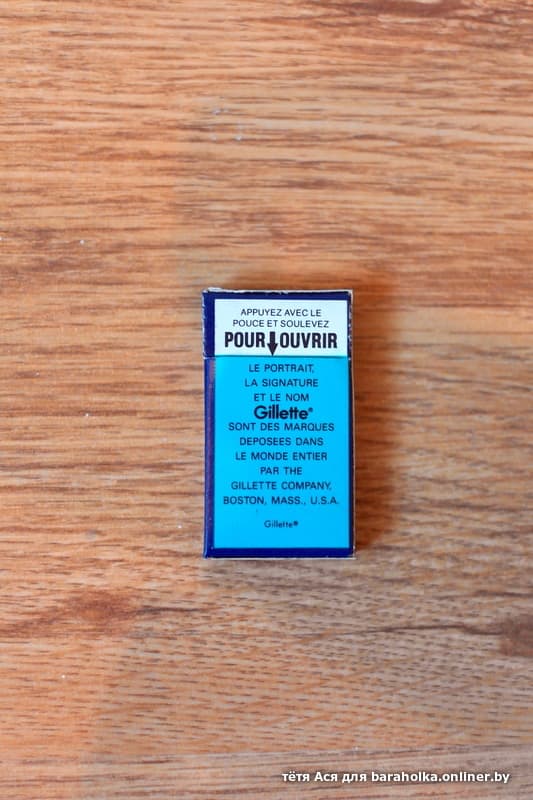 APPUYEZ AVEC LE
POUCE ET SOULEVEZ
POUR OUVRIR
LE PORTRAIT,
LA SIGNATURE
ET LE NOM
Gillette®
SONT DES MARQUES
DEPOSEES DANS
LE MONDE ENTIER
PAR THE
GILLETTE COMPANY,
BOSTON, MASS., U.S.A.
Gillette®
тётя Ася для baraholka.onliner.by